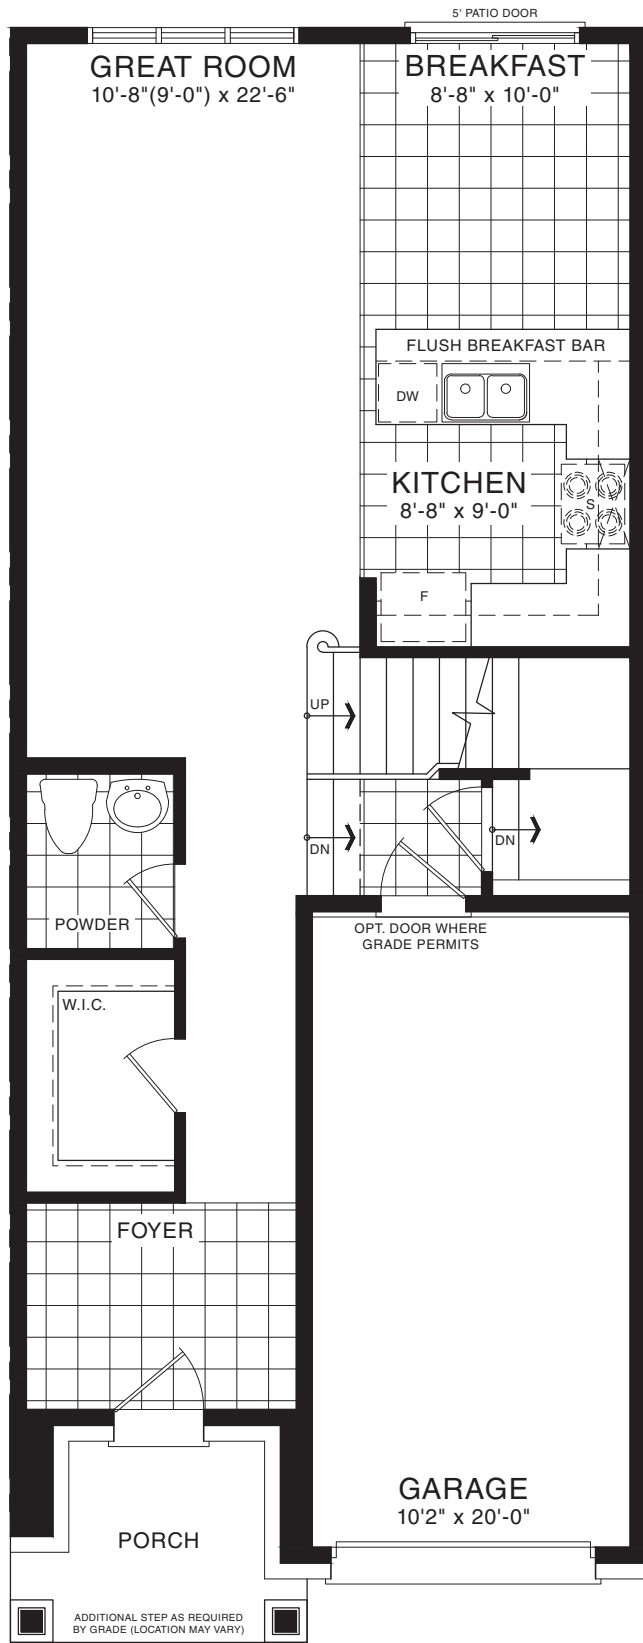 5' PATIO DOOR
GREAT ROOM
10'-8"(9'-0") x 22'-6"
BREAKFAST
8'-8" x 10'-0"
FLUSH BREAKFAST BAR
DW
KITCHEN
8'-8" x 9'-0"
S
F
UP
DN
DN
POWDER
OPT. DOOR WHERE
GRADE PERMITS
W.I.C.
FOYER
GARAGE
10'2" x 20'-0"
PORCH
ADDITIONAL STEP AS REQUIRED
BY GRADE (LOCATION MAY VARY)